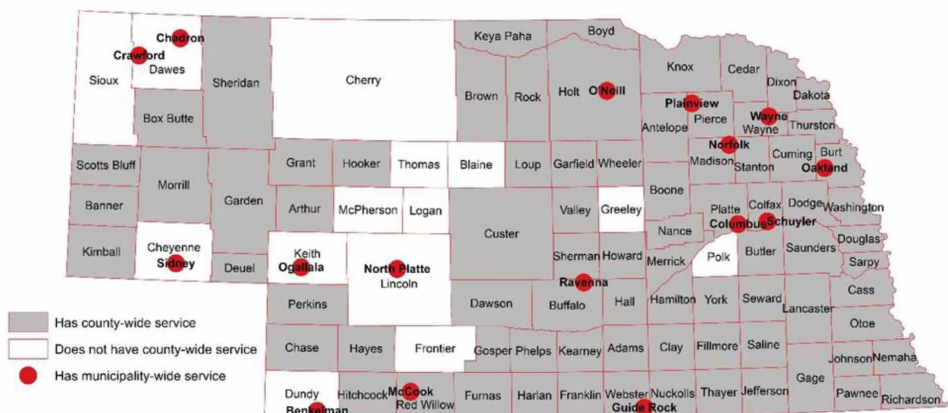 Keya Paha
Boyd
Chadron
Crawford
Dawes
Sioux
Sheridan
Cherry
Brown
Rock
Holt
O'Neill
Knox
Cedar
Dixon
Dakota
Box Butte
Plainview
Pierce
Antelope
Wayne
Wayne
Thurston
Norfolk
Madison
Stanton
Cuming
Burt
Oakland
Scotts Bluff
Morrill
Garden
Grant
Hooker
Thomas
Blaine
Loup
Garfield
Wheeler
Boone
Banner
Arthur
McPherson
Logan
Custer
Valley
Greeley
Nance
Platte
Columbus
Colfax
Schuyler
Dodge
Washington
Kimball
Cheyenne
Sidney
Deuel
Keith
Ogallala
North Platte
Lincoln
Sherman
Howard
Merrick
Polk
Butler
Saunders
Douglas
Sarpy
Ravenna
Perkins
Dawson
Buffalo
Hall
Hamilton
York
Seward
Lancaster
Cass
Otoe
Has county-wide service
Does not have county-wide service
Has municipality-wide service
Chase
Hayes
Frontier
Gosper
Phelps
Kearney
Adams
Clay
Fillmore
Saline
Johnson
Nemaha
Dundy
Benkelman
Hitchcock
McCook
Red Willow
Furnas
Harlan
Franklin
Webster
Guide Rock
Nuckolls
Thayer
Jefferson
Gage
Pawnee
Richardson